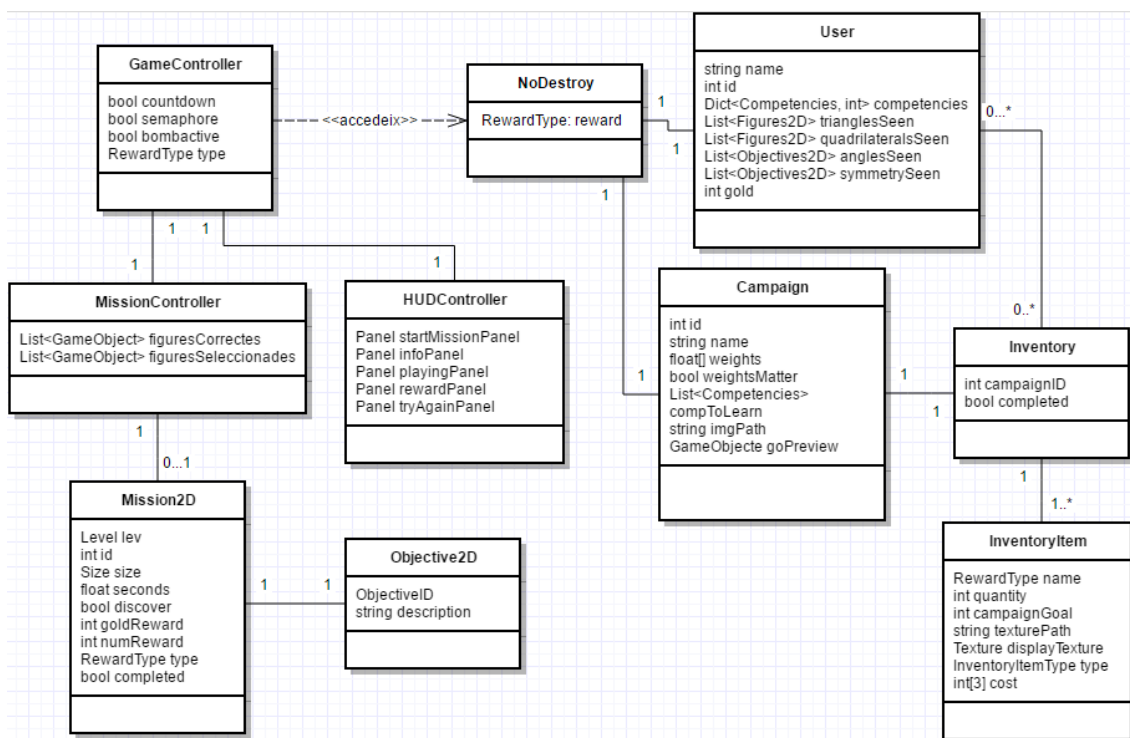 GameController
bool countdown
bool semaphore
bool bombactive
RewardType type
<<accedeix>>
NoDestroy
RewardType: reward
User
string name
int id
Dict<Competencies, int> competencies
List<Figures2D> trianglesSeen
List<Figures2D> quadrilateralsSeen
List<Objectives2D> anglesSeen
List<Objectives2D> symmetrySeen
int gold
1
1
0...*
1
1
1
1
1
MissionController
List<GameObject> figuresCorrectes
List<GameObject> figuresSeleccionades
HUDController
Panel startMissionPanel
Panel infoPanel
Panel playingPanel
Panel rewardPanel
Panel tryAgainPanel
Campaign
int id
string name
float[] weights
bool weightsMatter
List<Competencies>
compToLearn
string imgPath
GameObjecte goPreview
1
1
1
0..*
Inventory
int campaignID
bool completed
1
0...1
1
1..*
Mission2D
Level lev
int id
Size size
float seconds
bool discover
int goldReward
int numReward
RewardType type
bool completed
1
1
Objective2D
ObjectiveID
string description
InventoryItem
RewardType name
int quantity
int campaignGoal
string texturePath
Texture displayTexture
InventoryItemType type
int[3] cost